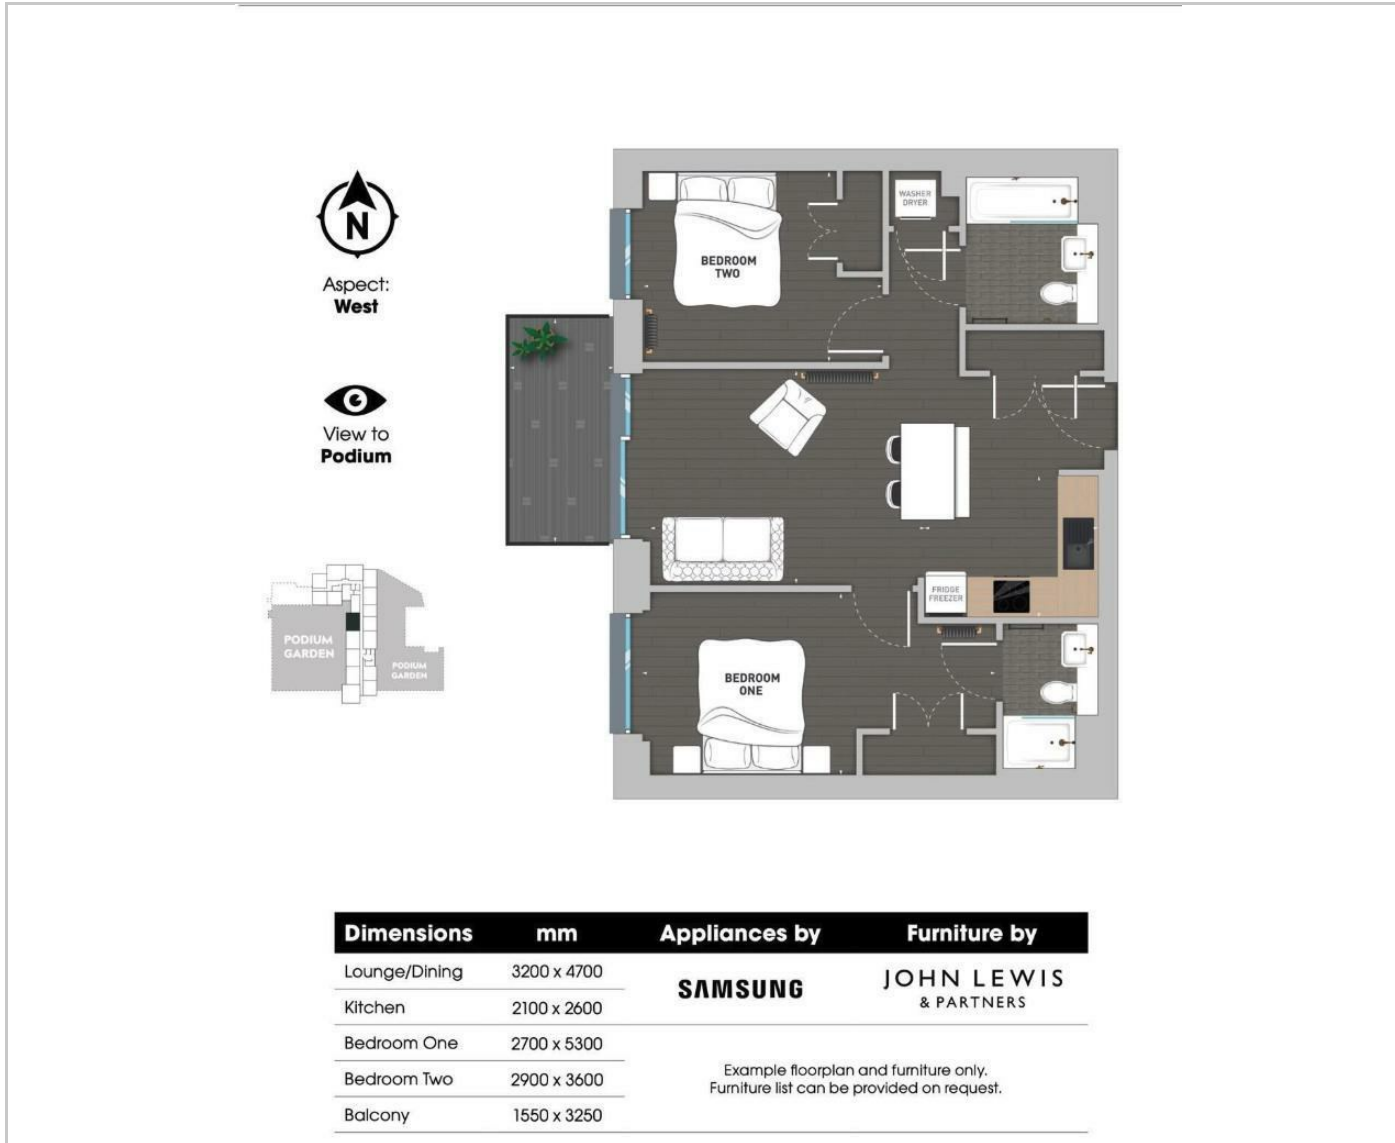 N
Aspect:
West
View to
Podium
PODIUM
GARDEN
PODIUM
GARDEN
WASHER
DRYER
BEDROOM
TWO
FRIDGE
FREEZER
BEDROOM
ONE
Dimensions mm Appliances by Furniture by
Lounge/Dining 3200 x 4700
Kitchen 2100 x 2600
Bedroom One 2700 x 5300
Bedroom Two 2900 x 3600
Balcony 1550 x 3250
SAMSUNG
JOHN LEWIS
& PARTNERS
Example floorplan and furniture only.
Furniture list can be provided on request.